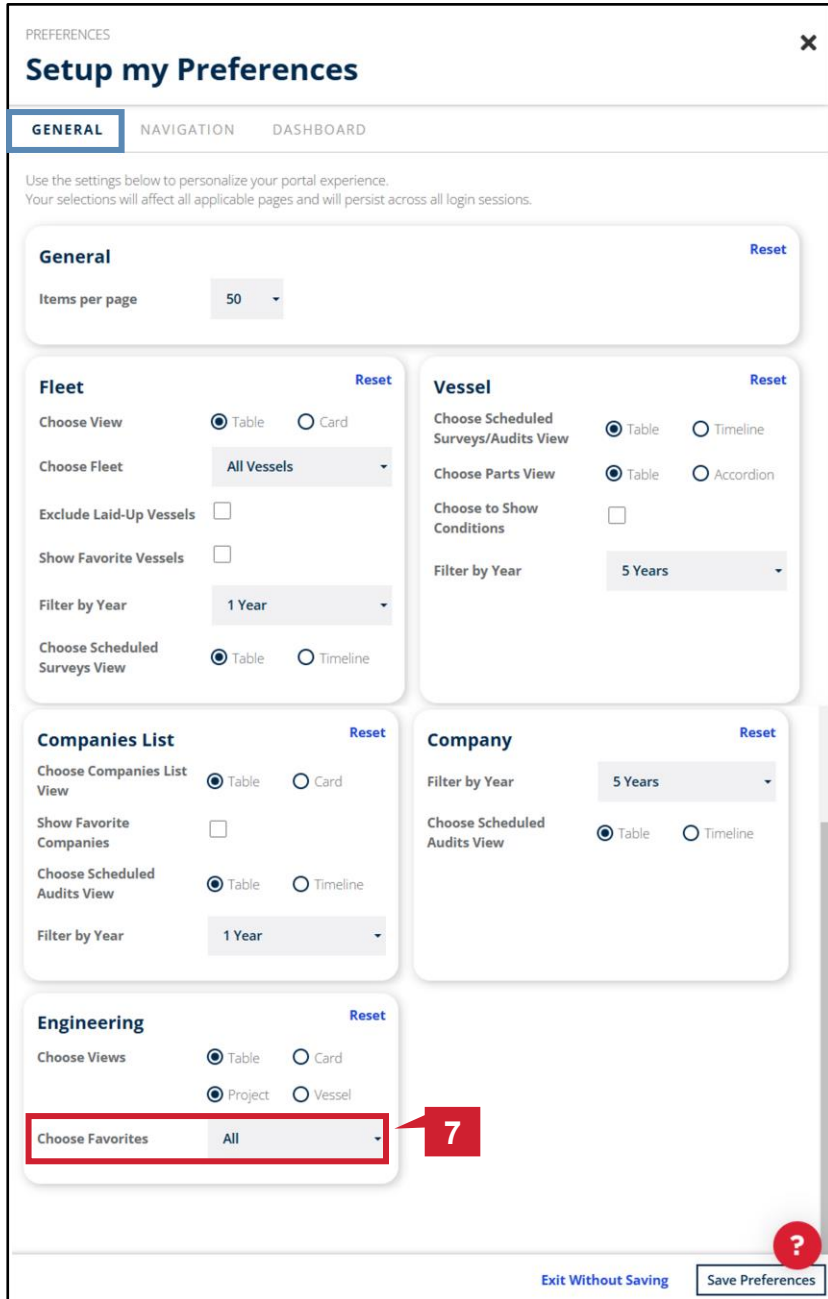 PREFERENCES
Setup my Preferences
GENERAL NAVIGATION DASHBOARD
Use the settings below to personalize your portal experience.
Your selections will affect all applicable pages and will persist across all login sessions.
General Reset
Items per page 50
Fleet Reset
Choose View Table Card
Choose Fleet All Vessels
Exclude Laid-Up Vessels
Show Favorite Vessels
Filter by Year 1 Year
Choose Scheduled
Surveys View Table Timeline
Vessel Reset
Choose Scheduled
Surveys/Audits View Table Timeline
Choose Parts View Table Accordion
Choose to Show
Conditions
Filter by Year 5 Years
Companies List Reset
Choose Companies List
View Table Card
Show Favorite
Companies
Choose Scheduled
Audits View Table Timeline
Filter by Year 1 Year
Company Reset
Filter by Year 5 Years
Choose Scheduled
Audits View Table Timeline
Engineering Reset
Choose Views Table Card
Project Vessel
Choose Favorites All
7
?
Exit Without Saving Save Preferences